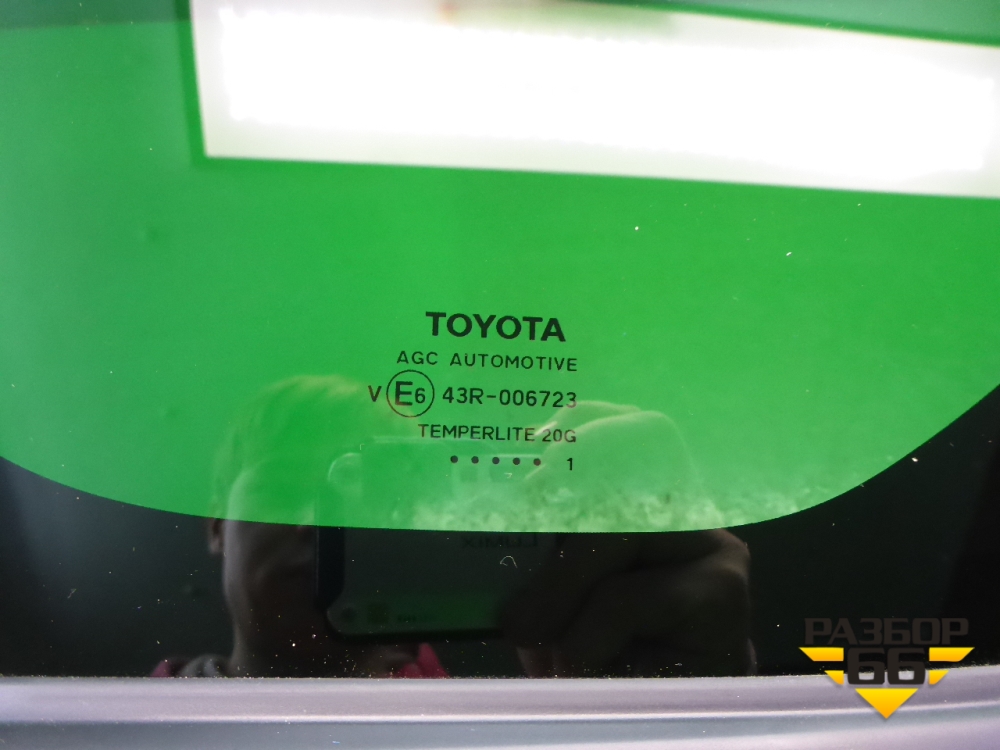 TOYOTA
AGC AUTOMOTIVE
V E6 43R-006723
TEMPERLITE 20G
• • • • • 1
РАЗБОР
66